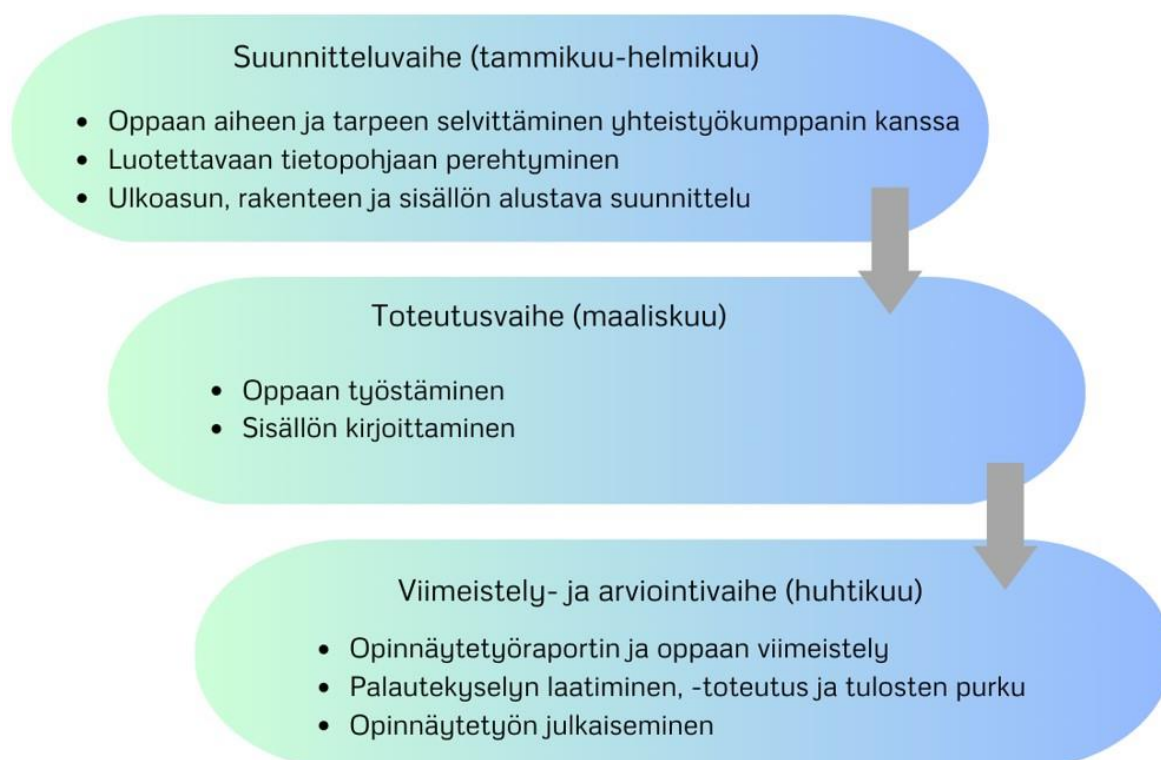 Suunnitteluvaihe (tammikuu-helmikuu)
• Oppaan aiheen ja tarpeen selvittäminen yhteistyökumppanin kanssa
• Luotettavaan tietopohjaan perehtyminen
• Ulkoasun, rakenteen ja sisällön alustava suunnittelu
Toteutusvaihe (maaliskuu)
• Oppaan työstäminen
• Sisällön kirjoittaminen
Viimeistely- ja arviointivaihe (huhtikuu)
• Opinnäytetyöraportin ja oppaan viimeistely
• Palautekyselyn laatiminen, -toteutus ja tulosten purku
• Opinnäytetyön julkaiseminen